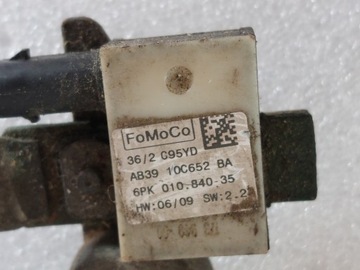 FoMoCo
36/2 G95YD
AB39 10C652 BA
6PK 010.840-35
HW:06/09 SW:2.2